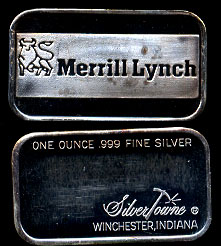 Merrill Lynch
ONE OUNCE .999 FINE SILVER
SilverTowne ®
WINCHESTER, INDIANA